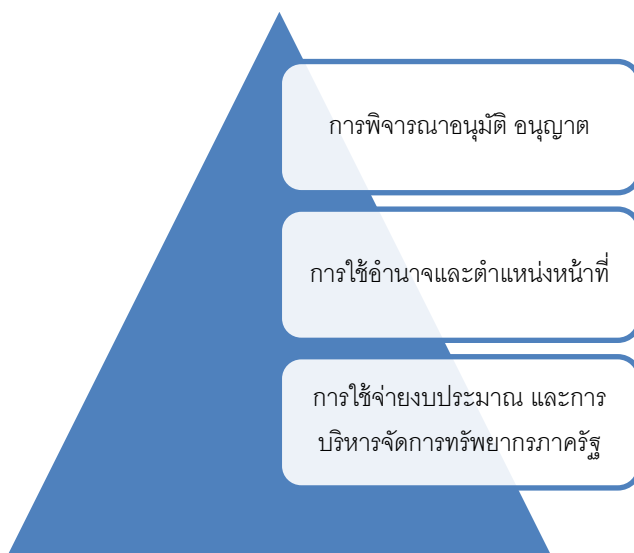 การพิจารณาอนุมัติ อนุญาต
การใช้อำนาจและตำแหน่งหน้าที่
การใช้จ่ายงบประมาณ และการ
บริหารจัดการทรัพยากรภาครัฐ